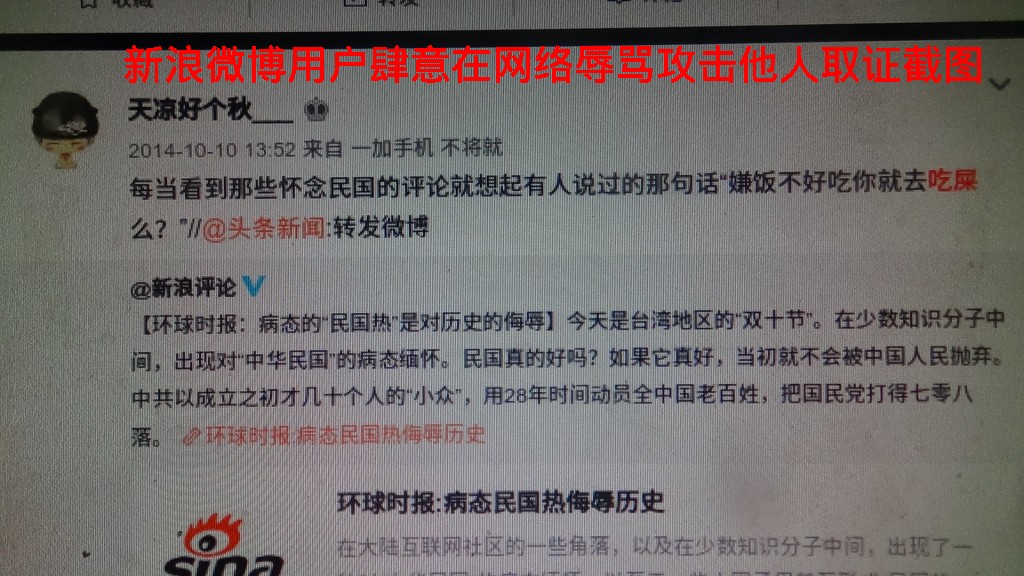 收藏 转发 评论
新浪微博用户肆意在网络辱骂攻击他人取证截图
天凉好个秋___
2014-10-10 13:52 来自 一加手机 不将就
每当看到那些怀念民国的评论就想起有人说过的那句话“嫌饭不好吃你就去吃屎
么？”//@头条新闻:转发微博
@新浪评论
【环球时报：病态的“民国热”是对历史的侮辱】今天是台湾地区的“双十节”。在少数知识分子中
间，出现对“中华民国”的病态缅怀。民国真的好吗？如果它真好，当初就不会被中国人民抛弃。
中共以成立之初才几十个人的“小众”，用28年时间动员全中国老百姓，把国民党打得七零八
落。 环球时报:病态民国热侮辱历史
环球时报:病态民国热侮辱历史
sina
在大陆互联网社区的一些角落，以及在少数知识分子中间，出现了一